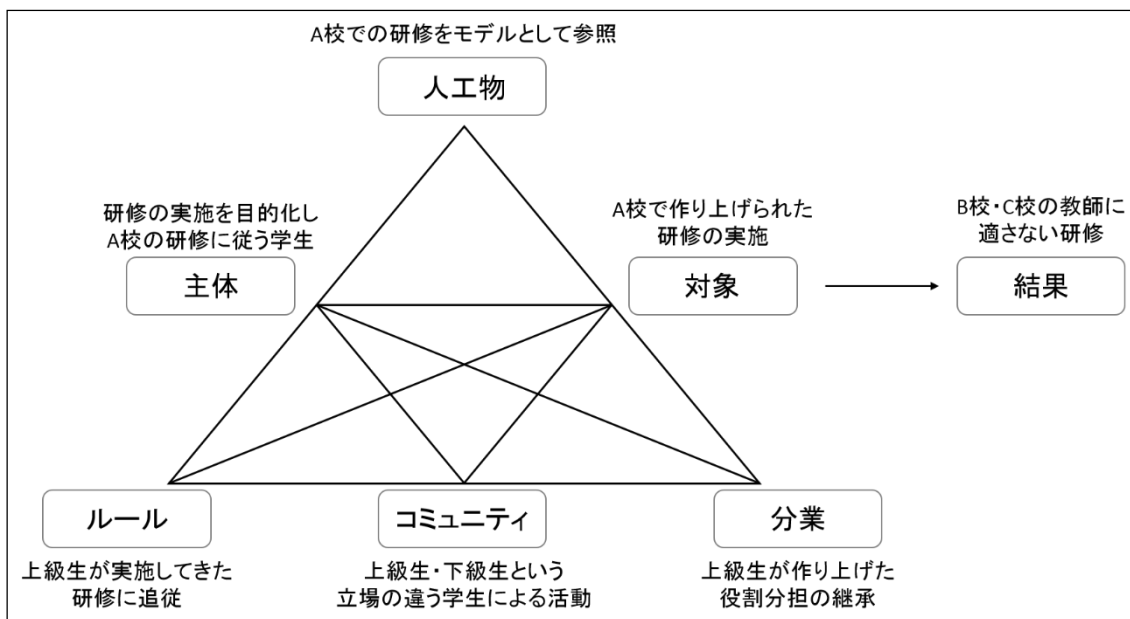 A校での研修をモデルとして参照
人工物
研修の実施を目的化し
A校の研修に従う学生
主体
A校で作り上げられた
研修の実施
対象
B校・C校の教師に
適さない研修
結果
ルール
コミュニティ
分業
上級生が実施してきた
研修に追従
上級生・下級生という
立場の違う学生による活動
上級生が作り上げた
役割分担の継承